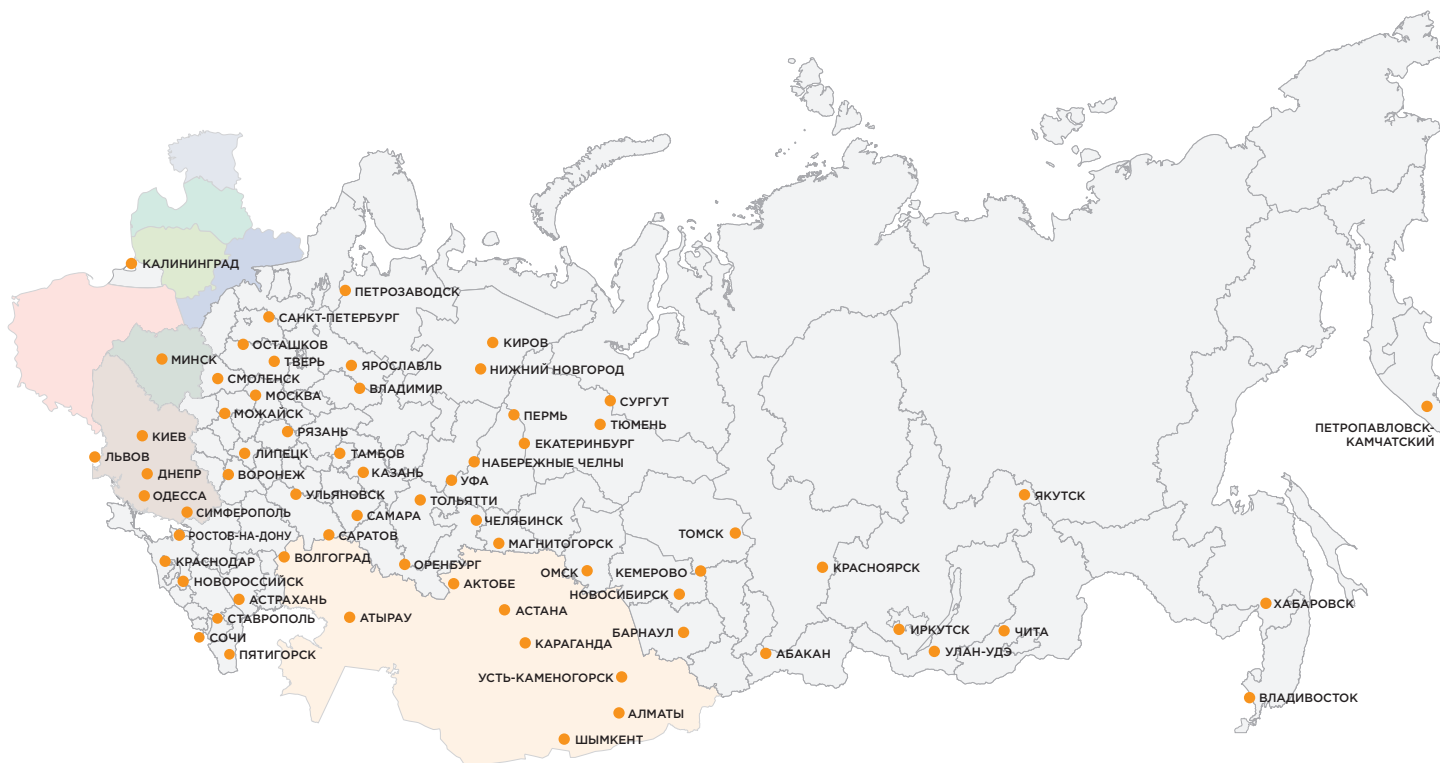 КАЛИНИНГРАД
ПЕТРОЗАВОДСК
САНКТ-ПЕТЕРБУРГ
ОСТАШКОВ
КИРОВ
МИНСК
ТВЕРЬ
ЯРОСЛАВЛЬ
НИЖНИЙ НОВГОРОД
СМОЛЕНСК
ВЛАДИМИР
МОСКВА
СУРГУТ
МОЖАЙСК
ПЕРМЬ
ТЮМЕНЬ
ПЕТРОПАВЛОВСК-
КАМЧАТСКИЙ
КИЕВ
РЯЗАНЬ
ЕКАТЕРИНБУРГ
ЛЬВОВ
ЛИПЕЦК
ТАМБОВ
НАБЕРЕЖНЫЕ ЧЕЛНЫ
ДНЕПР
ВОРОНЕЖ
КАЗАНЬ
УФА
ОДЕССА
УЛЬЯНОВСК
ТОЛЬЯТТИ
ЯКУТСК
СИМФЕРОПОЛЬ
САМАРА
ЧЕЛЯБИНСК
РОСТОВ-НА-ДОНУ
САРАТОВ
МАГНИТОГОРСК
ТОМСК
КРАСНОДАР
ВОЛГОГРАД
ОРЕНБУРГ
ОМСК
КЕМЕРОВО
КРАСНОЯРСК
НОВОРОССИЙСК
АКТОБЕ
НОВОСИБИРСК
АСТРАХАНЬ
АСТАНА
ХАБАРОВСК
СТАВРОПОЛЬ
АТЫРАУ
СОЧИ
КАРАГАНДА
БАРНАУЛ
ИРКУТСК
ЧИТА
ПЯТИГОРСК
АБАКАН
УЛАН-УДЭ
УСТЬ-КАМЕНОГОРСК
ВЛАДИВОСТОК
АЛМАТЫ
ШЫМКЕНТ